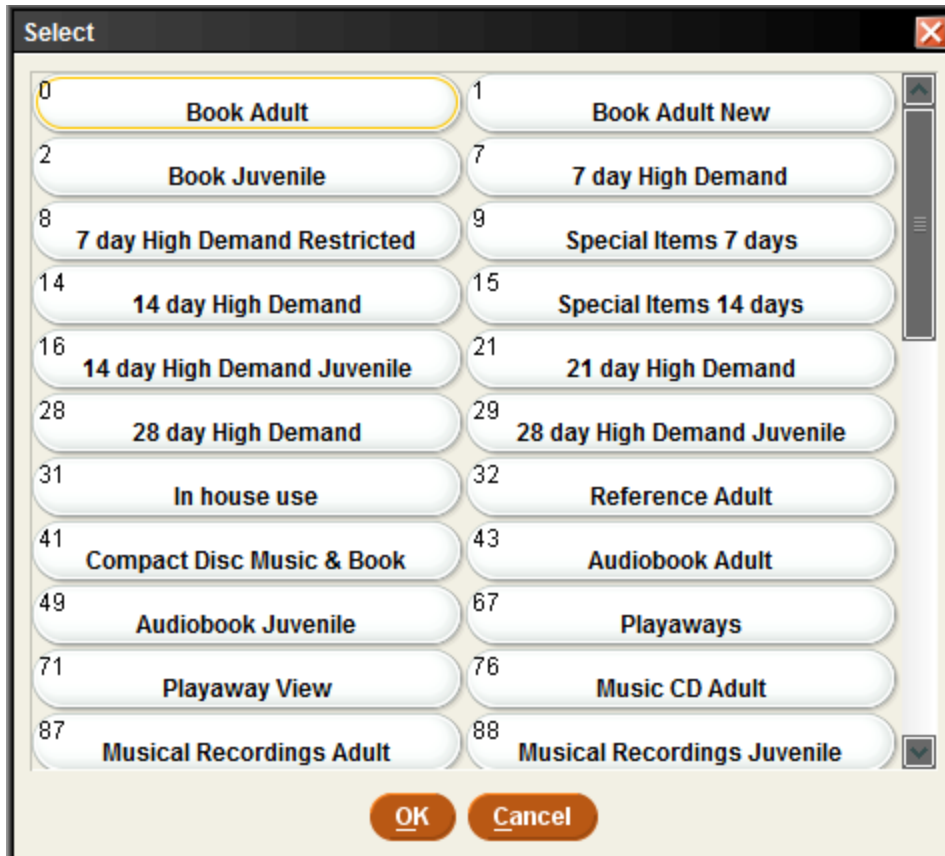 Select
0
Book Adult
1
Book Adult New
2
Book Juvenile
7
7 day High Demand
8
7 day High Demand Restricted
9
Special Items 7 days
14
14 day High Demand
15
Special Items 14 days
16
14 day High Demand Juvenile
21
21 day High Demand
28
28 day High Demand
29
28 day High Demand Juvenile
31
In house use
32
Reference Adult
41
Compact Disc Music & Book
43
Audiobook Adult
49
Audiobook Juvenile
67
Playaways
71
Playaway View
76
Music CD Adult
87
Musical Recordings Adult
88
Musical Recordings Juvenile
OK
Cancel